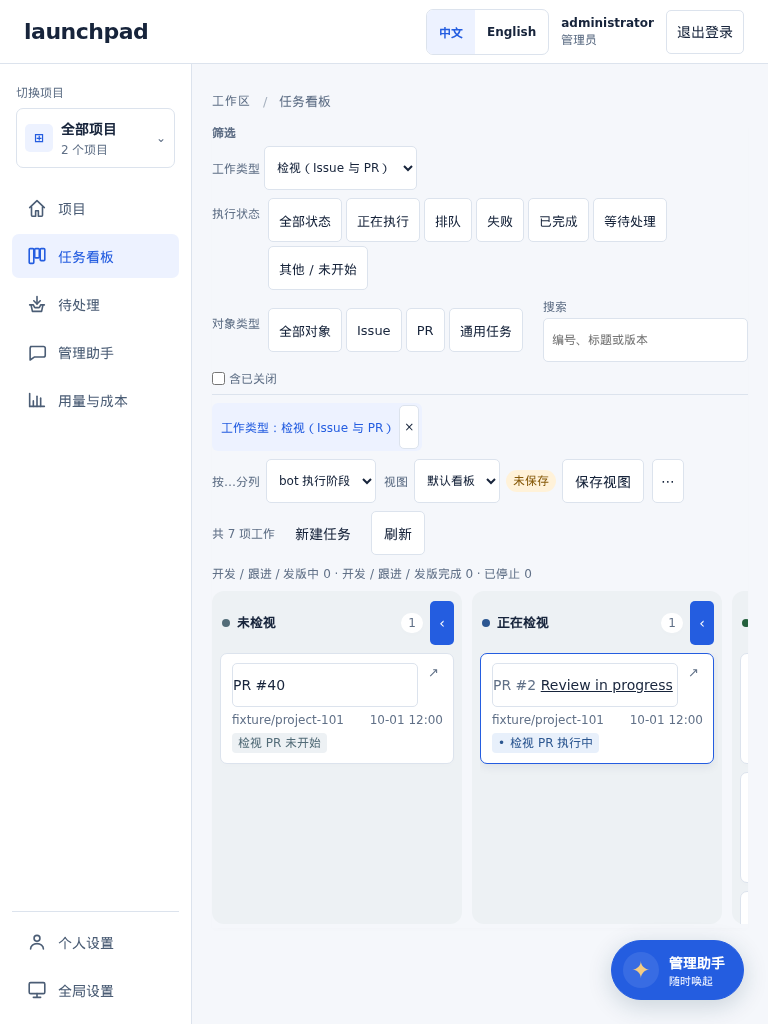 launchpad
中文
English
administrator
管理员
退出登录
切换项目
全部项目
2 个项目
项目
任务看板
待处理
管理助手
用量与成本
个人设置
全局设置
工作区 / 任务看板
筛选
工作类型
检视（Issue 与 PR）
执行状态
全部状态
正在执行
排队
失败
已完成
等待处理
其他 / 未开始
对象类型
全部对象
Issue
PR
通用任务
搜索
编号、标题或版本
含已关闭
工作类型：检视（Issue 与 PR） ×
按…分列
bot 执行阶段
视图
默认看板
未保存
保存视图
…
共 7 项工作
新建任务
刷新
开发 / 跟进 / 发版中 0 · 开发 / 跟进 / 发版完成 0 · 已停止 0
未检视 1 ‹
PR #40 ↗
fixture/project-101 10-01 12:00
检视 PR 未开始
正在检视 1 ‹
PR #2 Review in progress ↗
fixture/project-101 10-01 12:00
• 检视 PR 执行中
管理助手
随时唤起